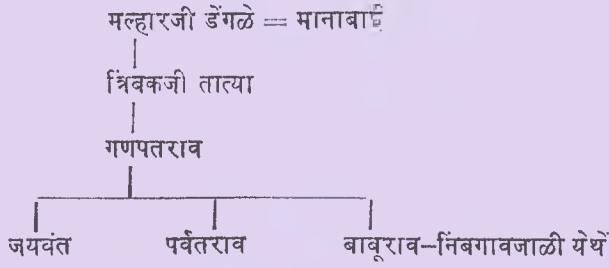 मल्हारजी डेंगळे = मानाबाई
त्रिंबकजी तात्या
गणपतराव
जयवंत पर्वतराव बाबूराव–निंबगावजाळी येथें